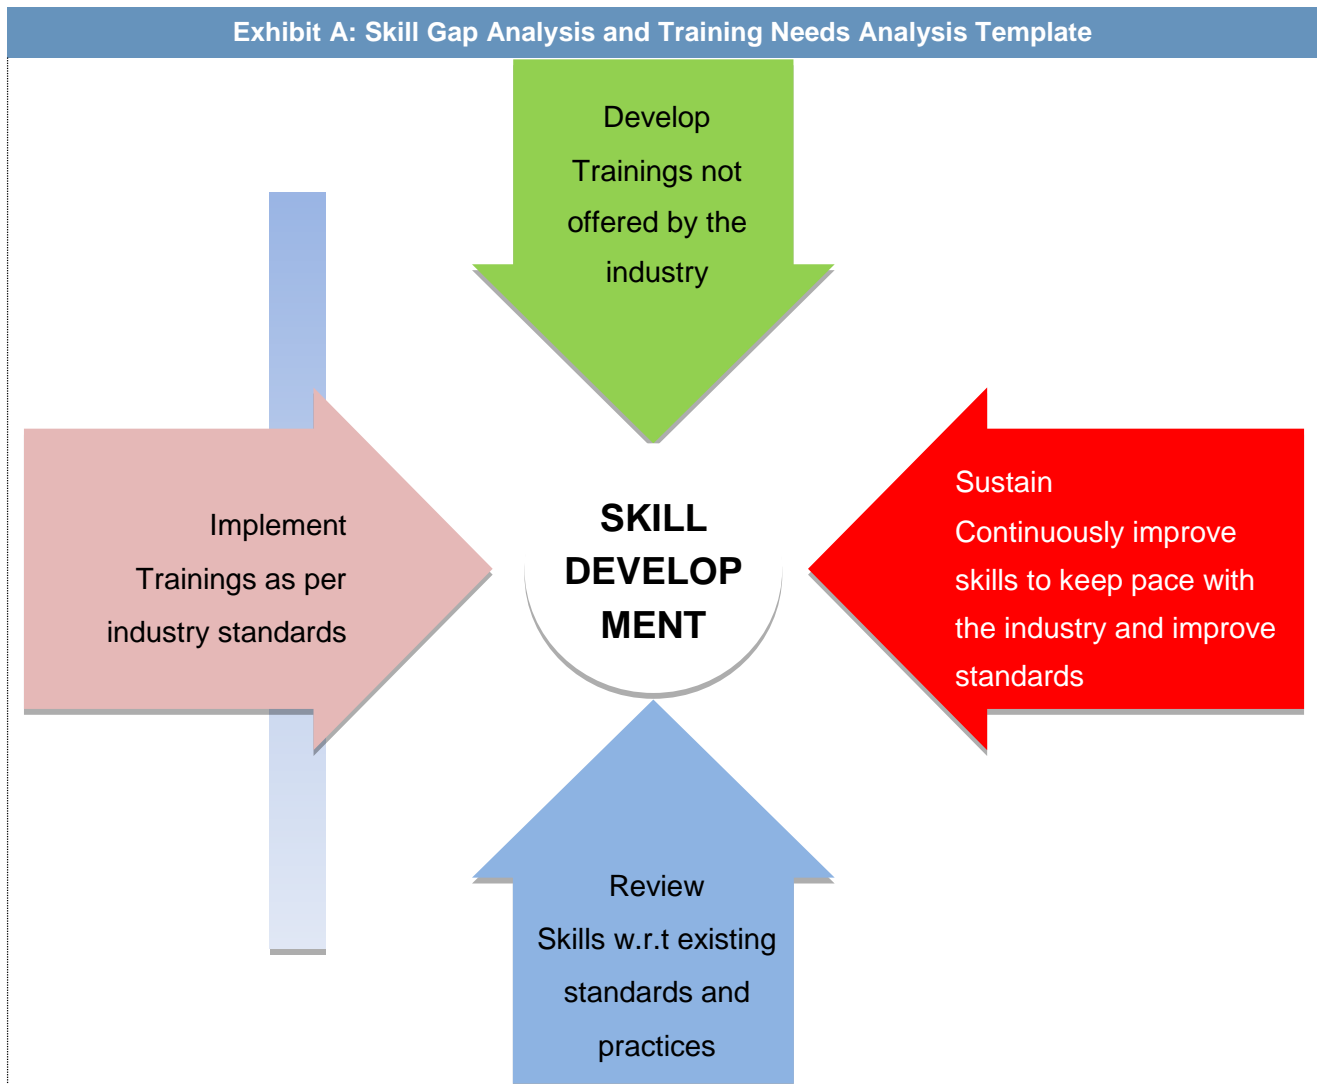 Exhibit A: Skill Gap Analysis and Training Needs Analysis Template
Develop
Trainings not
offered by the
industry
Implement
Trainings as per
industry standards
SKILL
DEVELOP
MENT
Sustain
Continuously improve
skills to keep pace with
the industry and improve
standards
Review
Skills w.r.t existing
standards and
practices